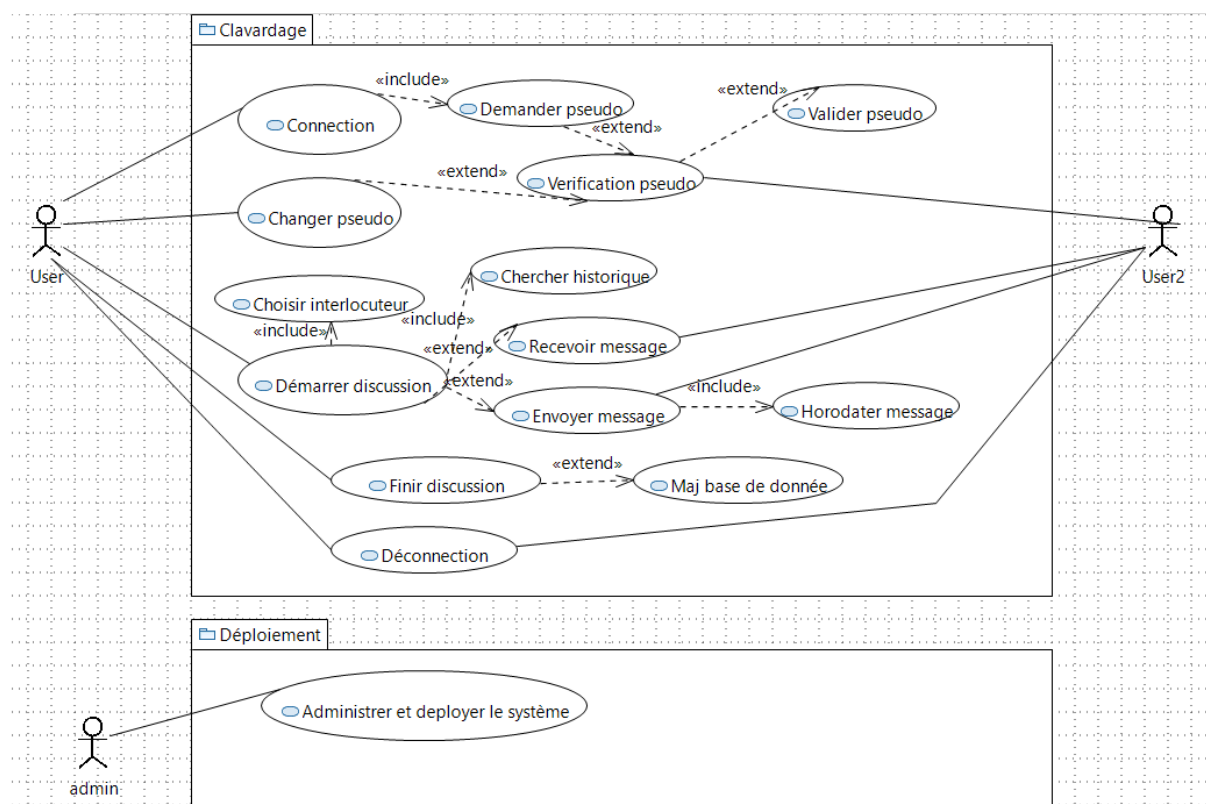 Clavardage
«include»
Connection
Demander pseudo
«extend»
Valider pseudo
«extend»
«extend»
Verification pseudo
Changer pseudo
User
User2
Chercher historique
Choisir interlocuteur
«include»
«include»
«extend»
Recevoir message
Démarrer discussion
«extend»
Envoyer message
«include»
Horodater message
Finir discussion
«extend»
Maj base de donnée
Déconnection
Déploiement
Administrer et deployer le système
admin